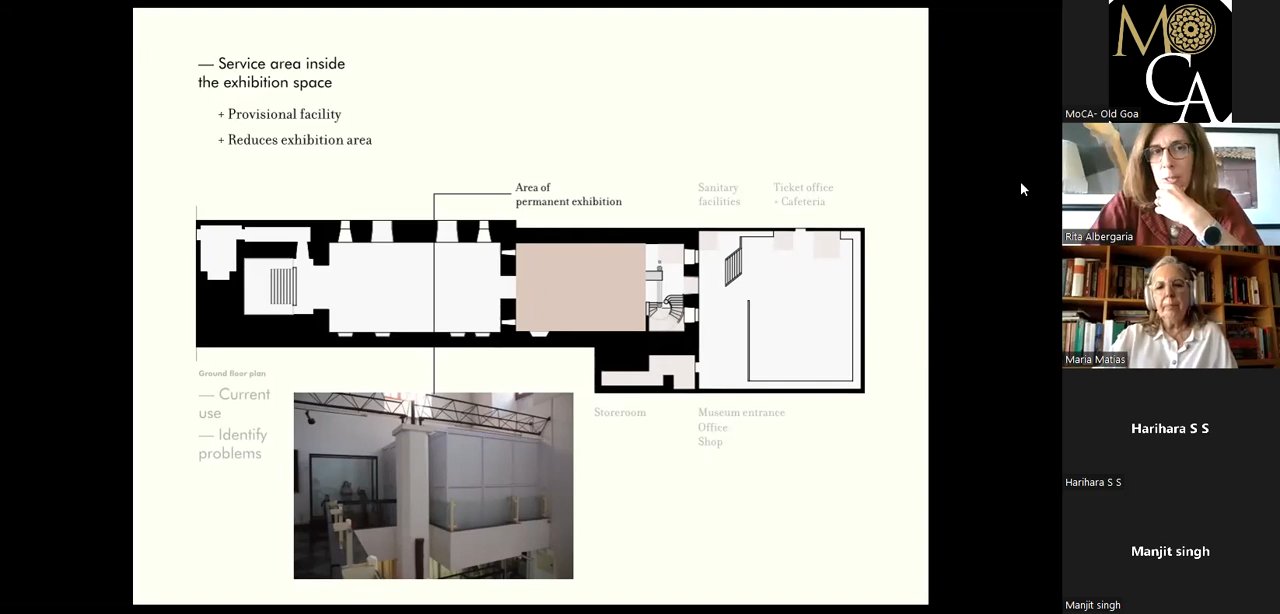 — Service area inside
the exhibition space
+ Provisional facility
+ Reduces exhibition area
Area of
permanent exhibition
Sanitary
facilities
Ticket office
+ Cafeteria
Ground floor plan
— Current
use
— Identify
problems
Storeroom
Museum entrance
Office
Shop
MOCA
MoCA- Old Goa
Rita Albergaria
Maria Matias
Harihara S S
Harihara S S
Manjit singh
Manjit singh